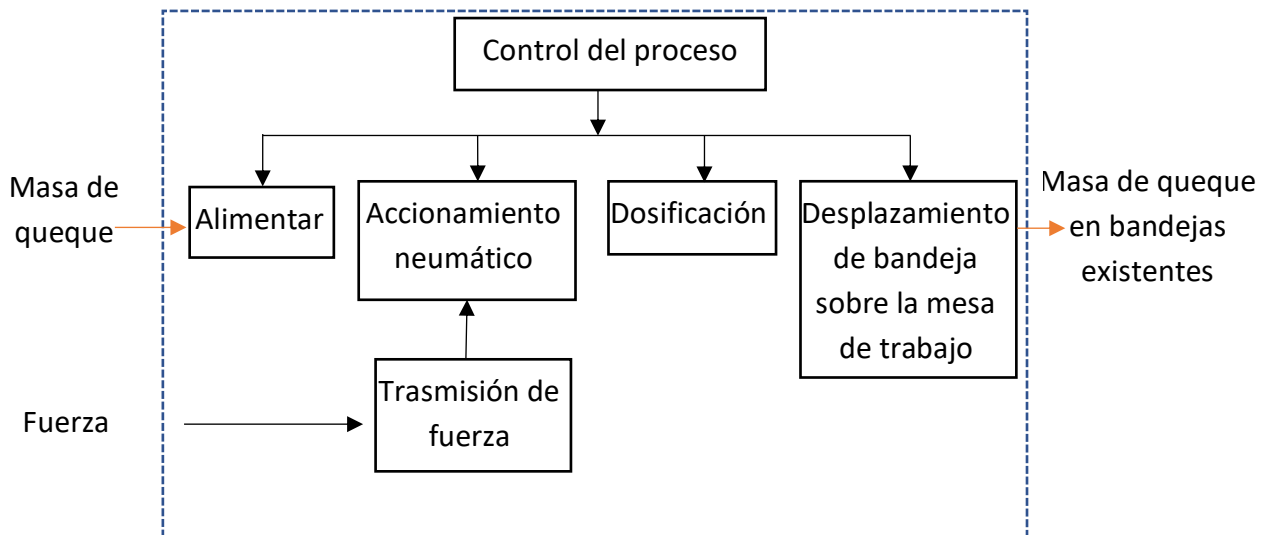 Control del proceso
Masa de
queque
Alimentar
Accionamiento
neumático
Dosificación
Desplazamiento
de bandeja
sobre la mesa
de trabajo
Masa de queque
en bandejas
existentes
Fuerza
Trasmisión de
fuerza